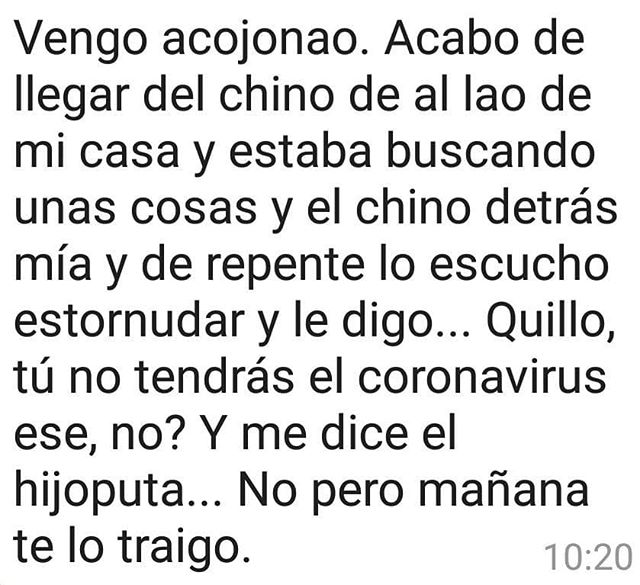 Vengo acojonao. Acabo de
llegar del chino de al lao de
mi casa y estaba buscando
unas cosas y el chino detrás
mía y de repente lo escucho
estornudar y le digo... Quillo,
tú no tendrás el coronavirus
ese, no? Y me dice el
hijoputa... No pero mañana
te lo traigo.
10:20